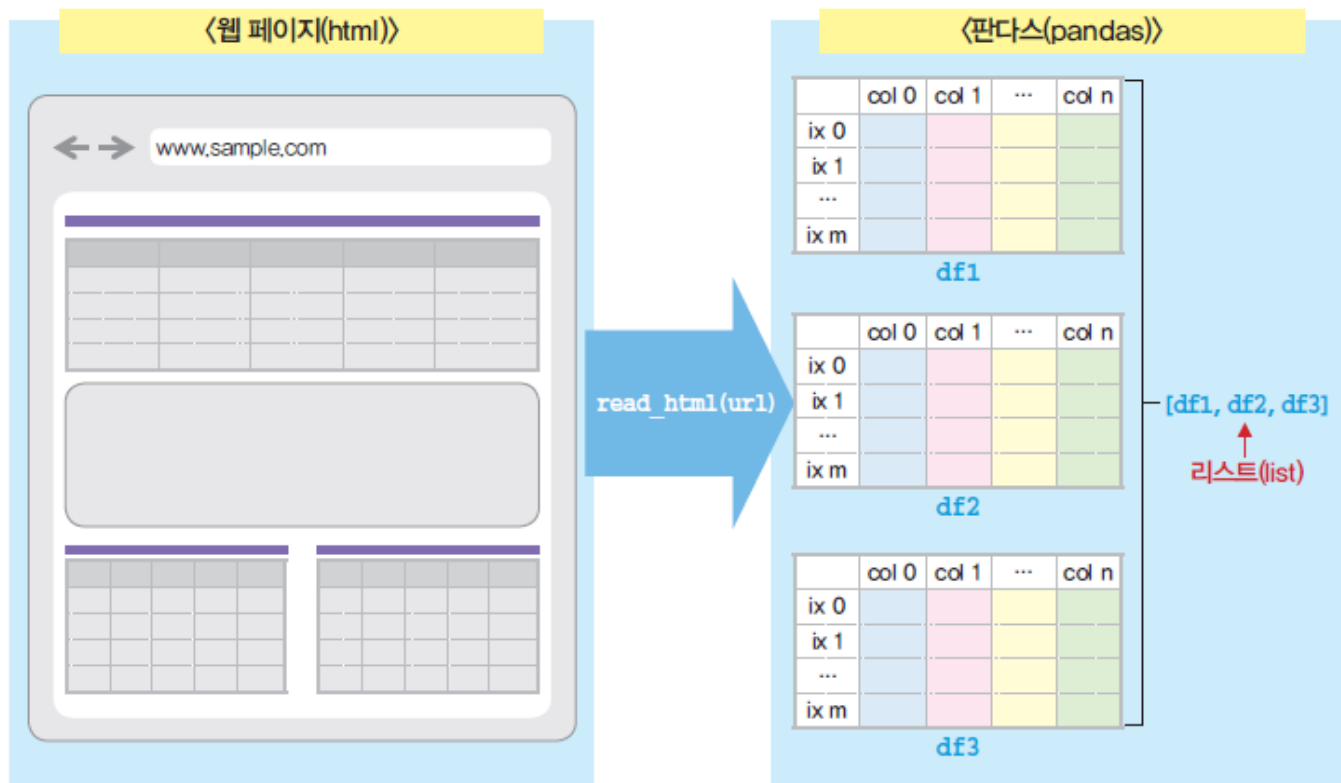 〈웹 페이지(html)〉
www.sample.com
read_html(url)
〈판다스(pandas)〉
col 0 col 1 ··· col n
ix 0
ix 1
···
ix m
df1
col 0 col 1 ··· col n
ix 0
ix 1
···
ix m
df2
col 0 col 1 ··· col n
ix 0
ix 1
···
ix m
df3
[df1, df2, df3]
리스트(list)